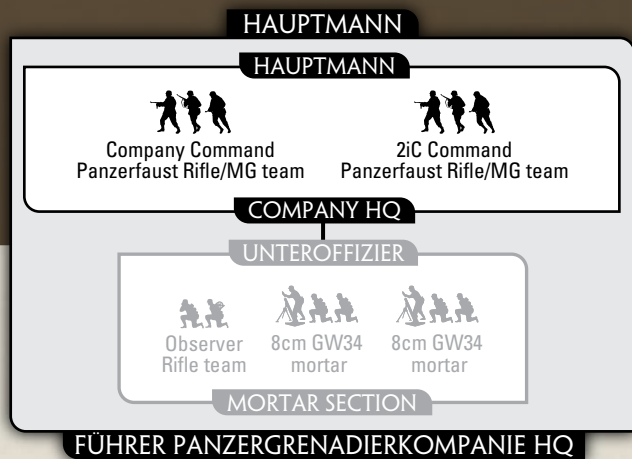 HAUPTMANN
HAUPTMANN
Company Command
Panzerfaust Rifle/MG team
2iC Command
Panzerfaust Rifle/MG team
COMPANY HQ
UNTEROFFIZIER
Observer
Rifle team
8cm GW34
mortar
8cm GW34
mortar
MORTAR SECTION
FÜHRER PANZERGRENADIERKOMPANIE HQ